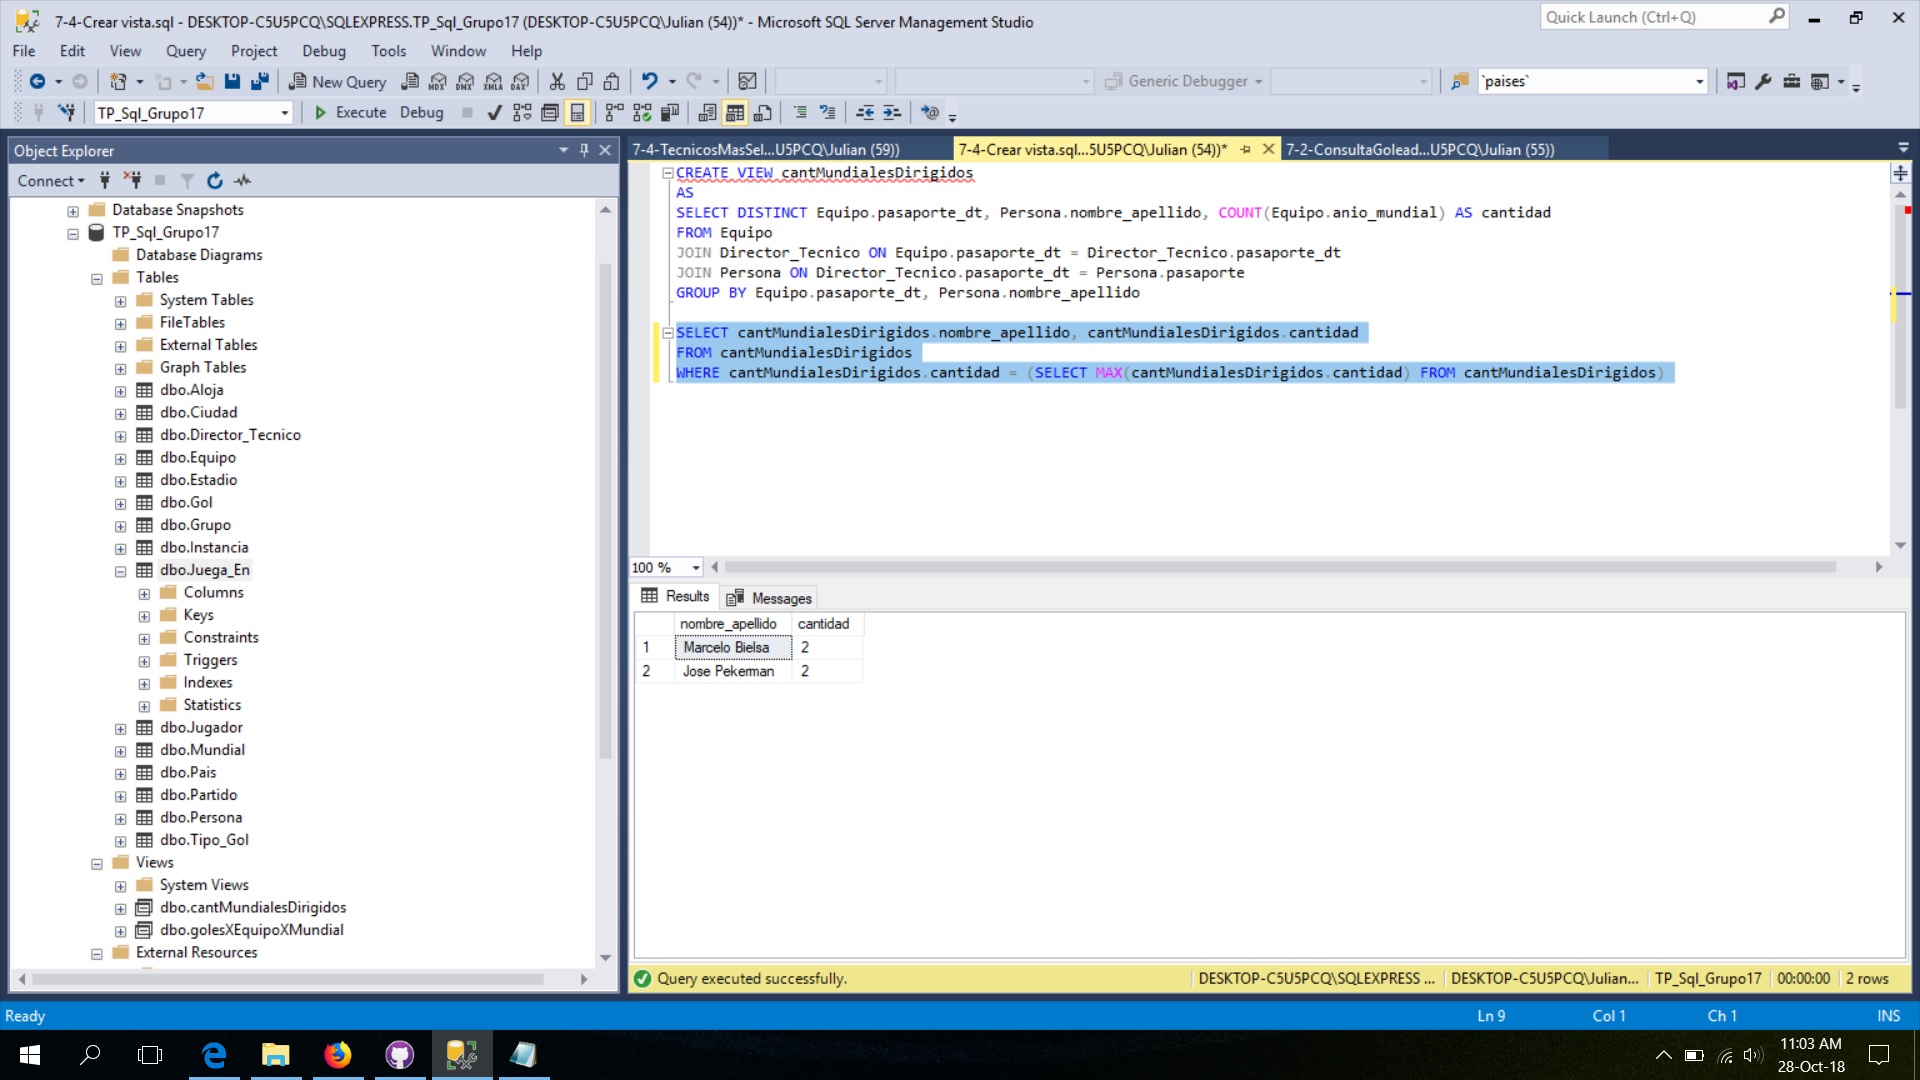 7-4-Crear vista.sql - DESKTOP-C5U5PCQ\SQLEXPRESS.TP_Sql_Grupo17 (DESKTOP-C5U5PCQ\Julian (54))* - Microsoft SQL Server Management Studio
Quick Launch (Ctrl+Q)
File Edit View Query Project Debug Tools Window Help
New Query
MDX DMX XMLA DAX
Generic Debugger
`paises`
TP_Sql_Grupo17
Execute Debug
Object Explorer
Connect
Database Snapshots
TP_Sql_Grupo17
Database Diagrams
Tables
System Tables
FileTables
External Tables
Graph Tables
dbo.Aloja
dbo.Ciudad
dbo.Director_Tecnico
dbo.Equipo
dbo.Estadio
dbo.Gol
dbo.Grupo
dbo.Instancia
dbo.Juega_En
Columns
Keys
Constraints
Triggers
Indexes
Statistics
dbo.Jugador
dbo.Mundial
dbo.Pais
dbo.Partido
dbo.Persona
dbo.Tipo_Gol
Views
System Views
dbo.cantMundialesDirigidos
dbo.golesXEquipoXMundial
External Resources
7-4-TecnicosMasSel...U5PCQ\Julian (59)) 7-4-Crear vista.sql...5U5PCQ\Julian (54))* 7-2-ConsultaGolead...U5PCQ\Julian (55))
CREATE VIEW cantMundialesDirigidos
AS
SELECT DISTINCT Equipo.pasaporte_dt, Persona.nombre_apellido, COUNT(Equipo.anio_mundial) AS cantidad
FROM Equipo
JOIN Director_Tecnico ON Equipo.pasaporte_dt = Director_Tecnico.pasaporte_dt
JOIN Persona ON Director_Tecnico.pasaporte_dt = Persona.pasaporte
GROUP BY Equipo.pasaporte_dt, Persona.nombre_apellido
SELECT cantMundialesDirigidos.nombre_apellido, cantMundialesDirigidos.cantidad
FROM cantMundialesDirigidos
WHERE cantMundialesDirigidos.cantidad = (SELECT MAX(cantMundialesDirigidos.cantidad) FROM cantMundialesDirigidos)
100 %
Results Messages
nombre_apellido cantidad
1 Marcelo Bielsa 2
2 Jose Pekerman 2
Query executed successfully. DESKTOP-C5U5PCQ\SQLEXPRESS ... DESKTOP-C5U5PCQ\Julian... TP_Sql_Grupo17 00:00:00 2 rows
Ready Ln 9 Col 1 Ch 1 INS
11:03 AM
28-Oct-18